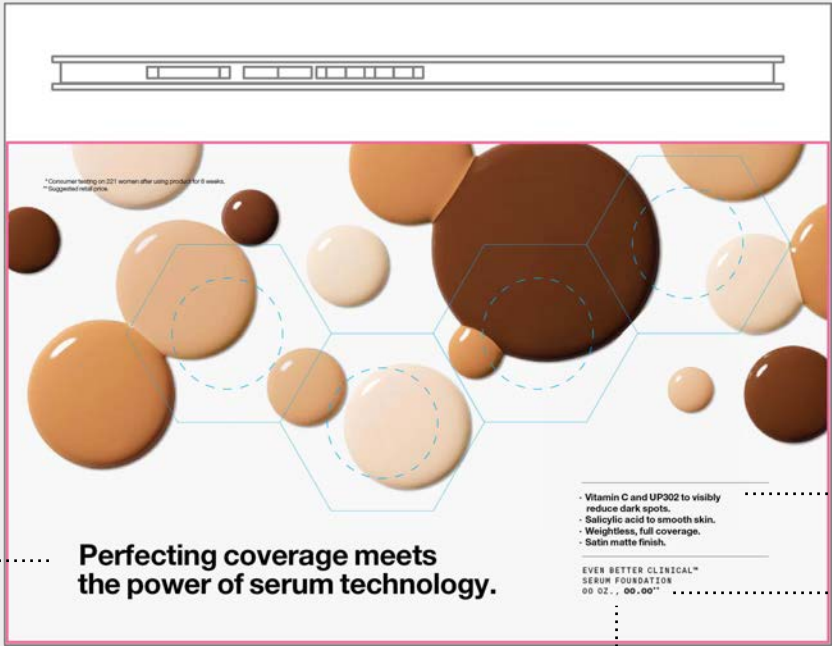 * Consumer testing on 221 women after using product for 6 weeks.
** Suggested retail price.
· Vitamin C and UP302 to visibly
reduce dark spots.
· Salicylic acid to smooth skin.
· Weightless, full coverage.
· Satin matte finish.
Perfecting coverage meets
the power of serum technology.
EVEN BETTER CLINICAL™
SERUM FOUNDATION
00 OZ., 00.00**